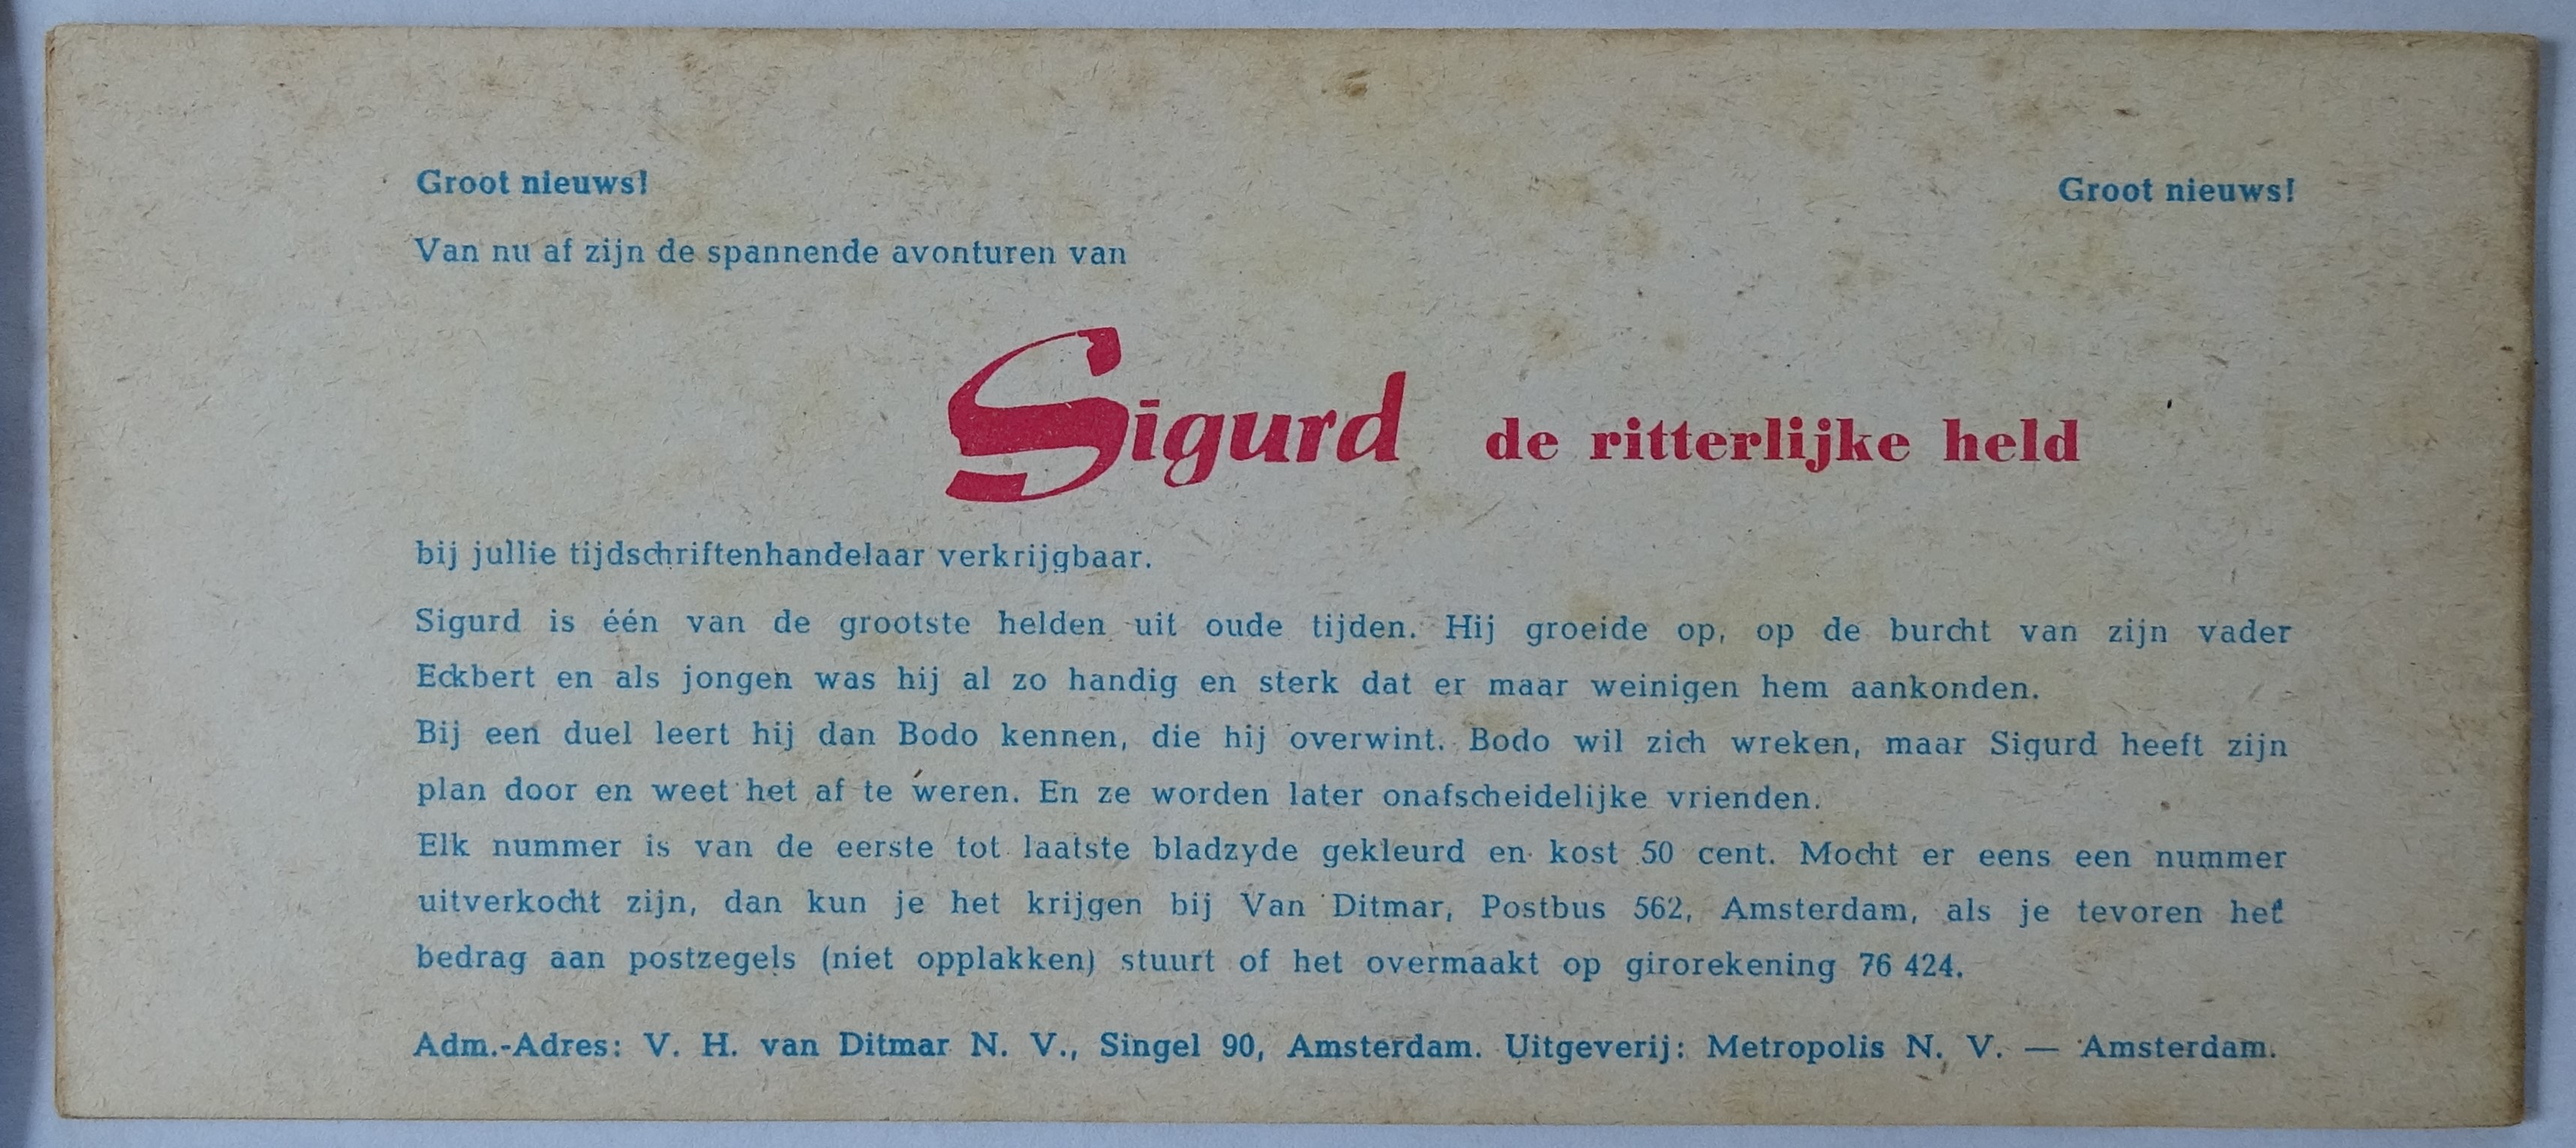 Groot nieuws! Groot nieuws!
Van nu af zijn de spannende avonturen van
Sigurd de ritterlijke held
bij jullie tijdschriftenhandelaar verkrijgbaar.
Sigurd is één van de grootste helden uit oude tijden. Hij groeide op, op de burcht van zijn vader
Eckbert en als jongen was hij al zo handig en sterk dat er maar weinigen hem aankonden.
Bij een duel leert hij dan Bodo kennen, die hij overwint. Bodo wil zich wreken, maar Sigurd heeft zijn
plan door en weet het af te weren. En ze worden later onafscheidelijke vrienden.
Elk nummer is van de eerste tot laatste bladzyde gekleurd en kost 50 cent. Mocht er eens een nummer
uitverkocht zijn, dan kun je het krijgen bij Van Ditmar, Postbus 562, Amsterdam, als je tevoren het
bedrag aan postzegels (niet opplakken) stuurt of het overmaakt op girorekening 76 424.
Adm.-Adres: V. H. van Ditmar N. V., Singel 90, Amsterdam. Uitgeverij: Metropolis N. V. — Amsterdam.